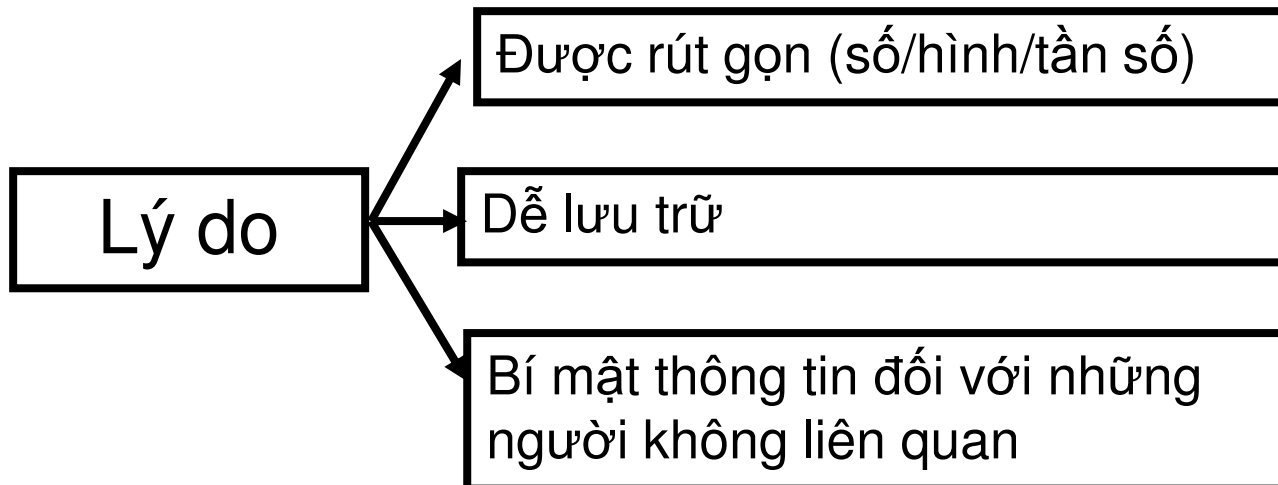 Được rút gọn (số/hình/tần số)
Lý do
Dễ lưu trữ
Bí mật thông tin đối với những
người không liên quan